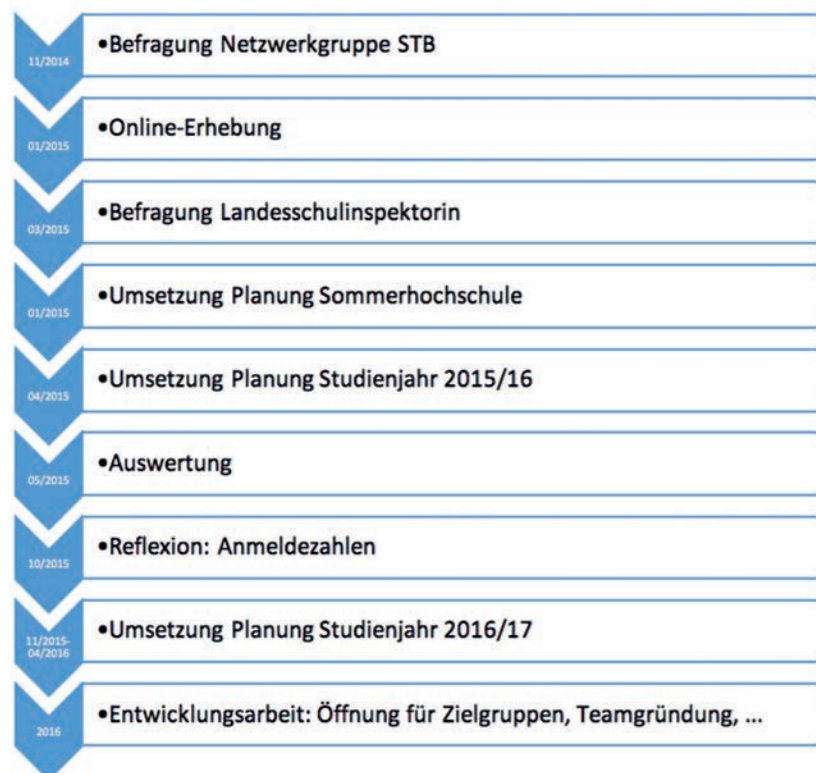 11/2014
•Befragung Netzwerkgruppe STB
01/2015
•Online-Erhebung
03/2015
•Befragung Landesschulinspektorin
01/2015
•Umsetzung Planung Sommerhochschule
04/2015
•Umsetzung Planung Studienjahr 2015/16
05/2015
•Auswertung
10/2015
•Reflexion: Anmeldezahlen
11/2015-
04/2016
•Umsetzung Planung Studienjahr 2016/17
2016
•Entwicklungsarbeit: Öffnung für Zielgruppen, Teamgründung, ...